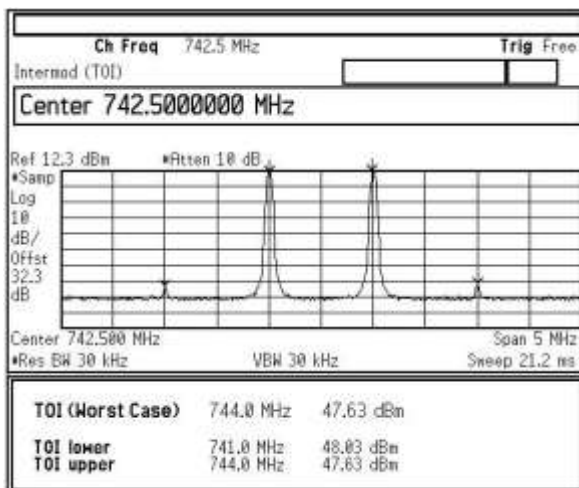 Ch Freq 742.5 MHz Trig Free
Intermod (TOI)
Center 742.5000000 MHz
Ref 12.3 dBm *Atten 10 dB
*Samp
Log
10
dB/
Offst
32.3
dB
Center 742.500 MHz Span 5 MHz
*Res BW 30 kHz VBW 30 kHz Sweep 21.2 ms
TOI (Worst Case) 744.0 MHz 47.63 dBm
TOI lower 741.0 MHz 48.03 dBm
TOI upper 744.0 MHz 47.63 dBm